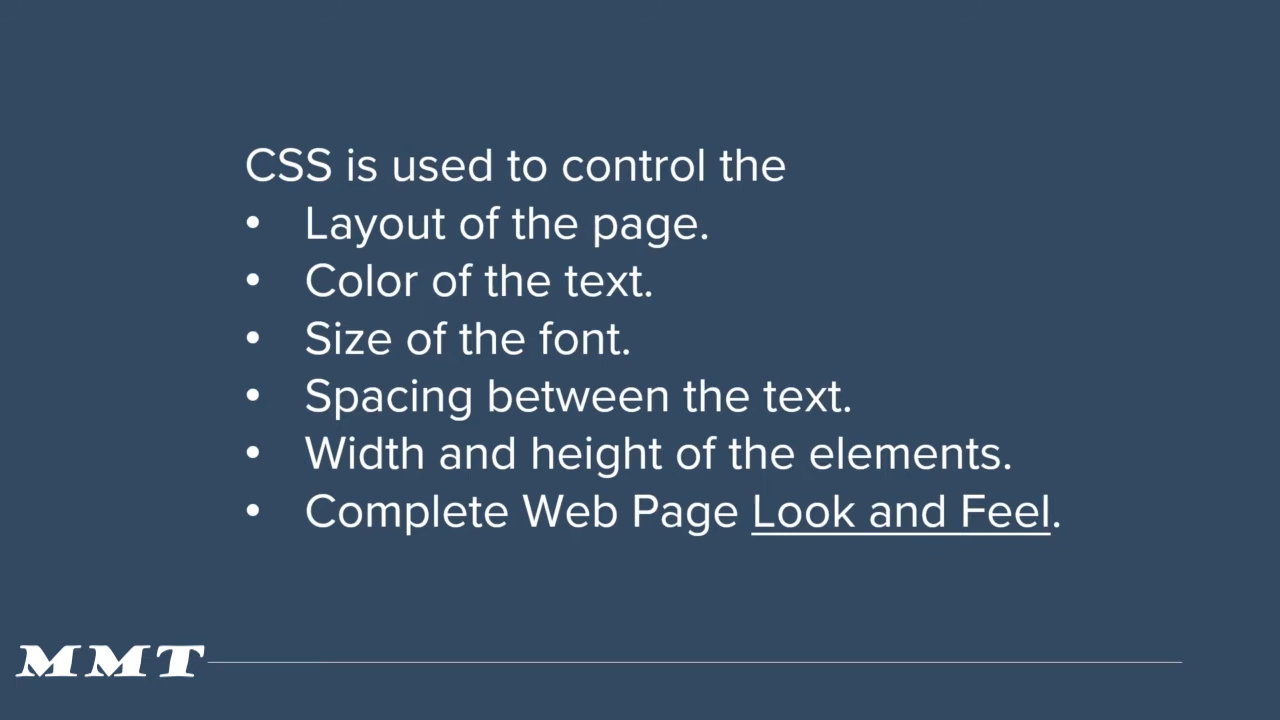 CSS is used to control the
• Layout of the page.
• Color of the text.
• Size of the font.
• Spacing between the text.
• Width and height of the elements.
• Complete Web Page Look and Feel.
MMT